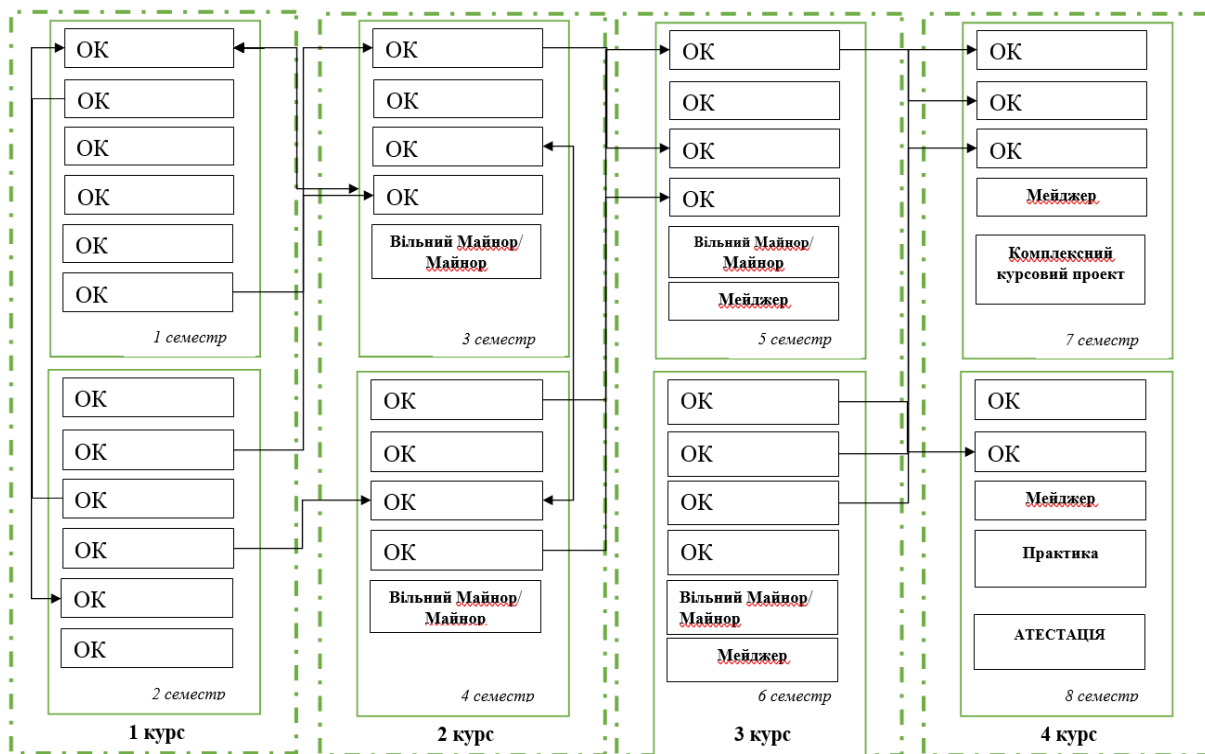 ОК
ОК
ОК
ОК
ОК
ОК
1 семестр
ОК
ОК
ОК
ОК
ОК
ОК
2 семестр
1 курс
ОК
ОК
ОК
ОК
Вільний Майнор/
Майнор
3 семестр
ОК
ОК
ОК
ОК
Вільний Майнор/
Майнор
4 семестр
2 курс
ОК
ОК
ОК
ОК
Вільний Майнор/
Майнор
Мейджер
5 семестр
ОК
ОК
ОК
ОК
Вільний Майнор/
Майнор
Мейджер
6 семестр
3 курс
ОК
ОК
ОК
Мейджер
Комплексний
курсовий проект
7 семестр
ОК
ОК
Мейджер
Практика
АТЕСТАЦІЯ
8 семестр
4 курс